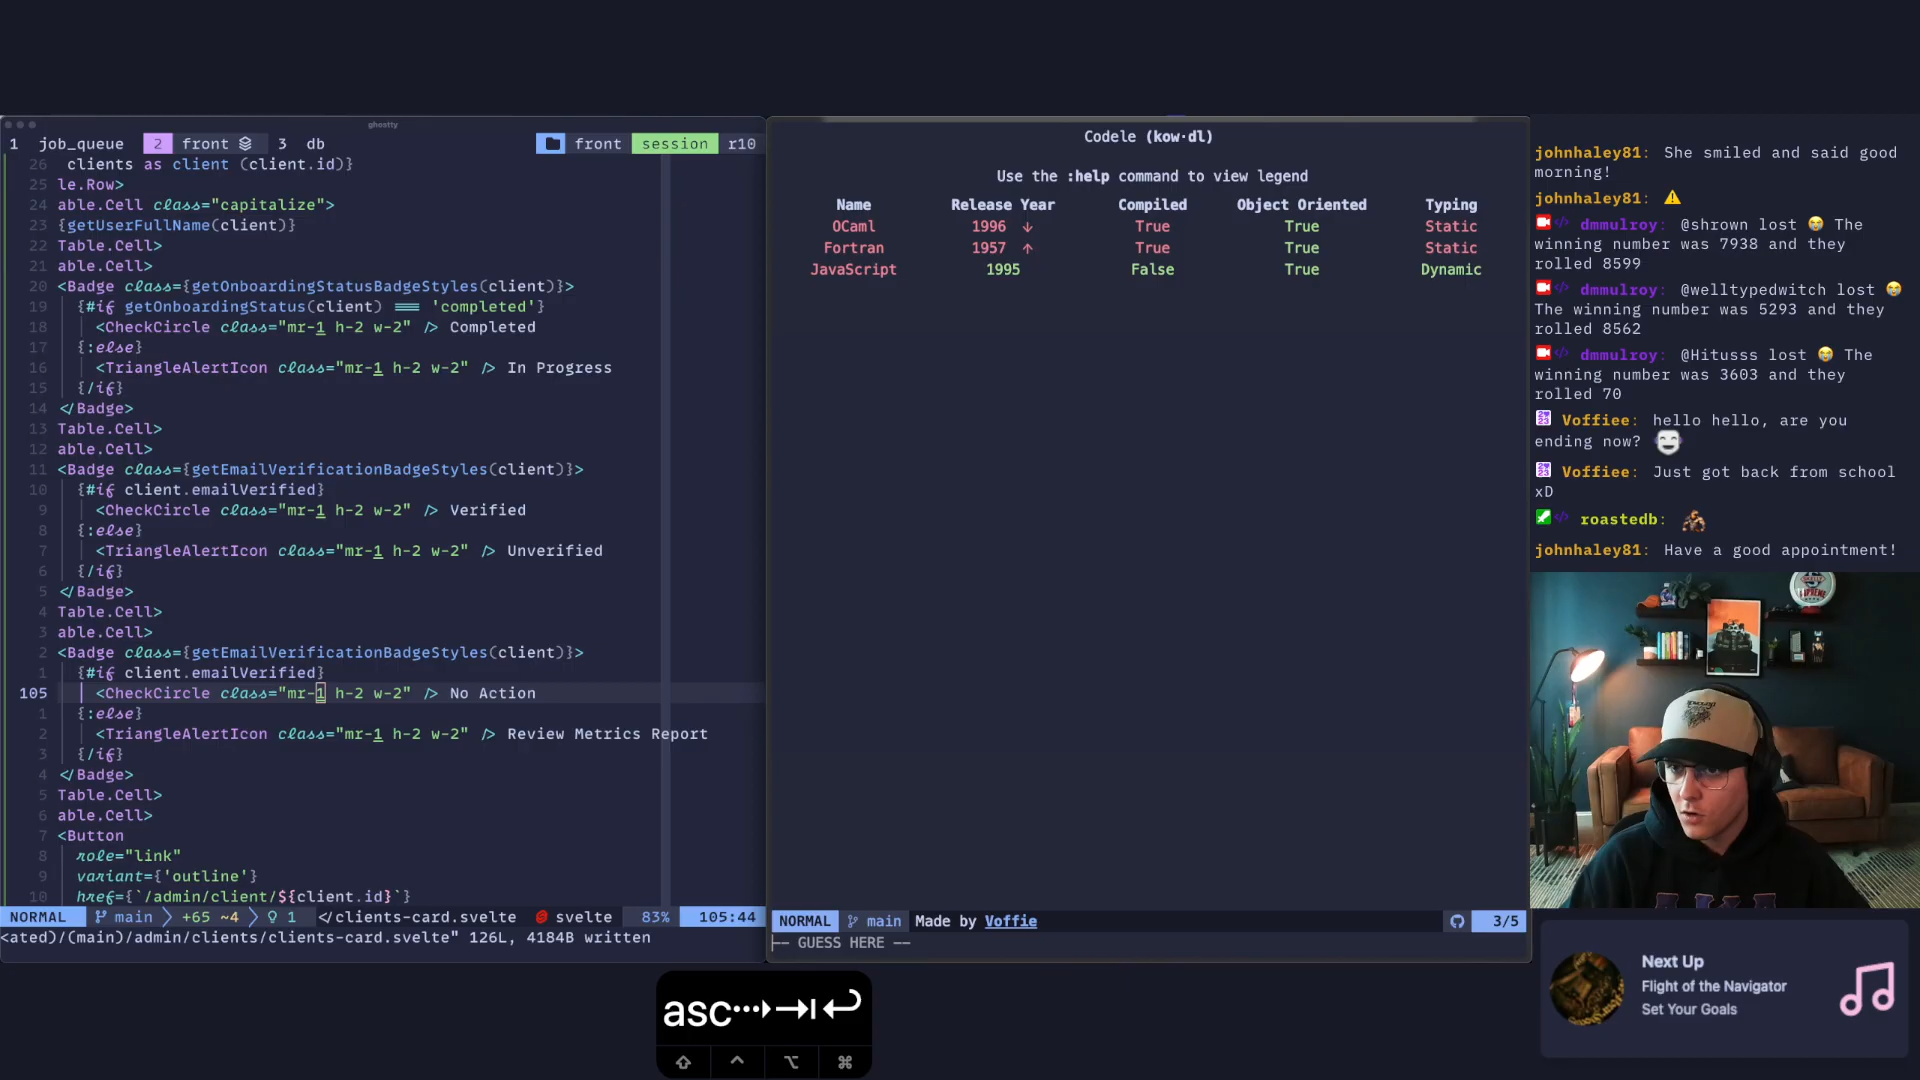 ghostty
1 job_queue 2 front 3 db front session r10
26 clients as client (client.id)}
25 le.Row>
24 able.Cell class="capitalize">
23 {getUserFullName(client)}
22 Table.Cell>
21 able.Cell>
20 <Badge class={getOnboardingStatusBadgeStyles(client)}>
19 {#if getOnboardingStatus(client) === 'completed'}
18 <CheckCircle class="mr-1 h-2 w-2" /> Completed
17 {:else}
16 <TriangleAlertIcon class="mr-1 h-2 w-2" /> In Progress
15 {/if}
14 </Badge>
13 Table.Cell>
12 able.Cell>
11 <Badge class={getEmailVerificationBadgeStyles(client)}>
10 {#if client.emailVerified}
9 <CheckCircle class="mr-1 h-2 w-2" /> Verified
8 {:else}
7 <TriangleAlertIcon class="mr-1 h-2 w-2" /> Unverified
6 {/if}
5 </Badge>
4 Table.Cell>
3 able.Cell>
2 <Badge class={getEmailVerificationBadgeStyles(client)}>
1 {#if client.emailVerified}
105 <CheckCircle class="mr-1 h-2 w-2" /> No Action
1 {:else}
2 <TriangleAlertIcon class="mr-1 h-2 w-2" /> Review Metrics Report
3 {/if}
4 </Badge>
5 Table.Cell>
6 able.Cell>
7 <Button
8 role="link"
9 variant={'outline'}
10 href={`/admin/client/${client.id}`}
NORMAL main +65 ~4 1 </clients-card.svelte svelte 83% 105:44
<ated)/(main)/admin/clients/clients-card.svelte" 126L, 4184B written
Codele (kow·dl)
Use the :help command to view legend
Name Release Year Compiled Object Oriented Typing
OCaml 1996 ↓ True True Static
Fortran 1957 ↑ True True Static
JavaScript 1995 False True Dynamic
NORMAL main Made by Voffie 3/5
-- GUESS HERE --
johnhaley81: She smiled and said good
morning!
johnhaley81: ⚠️
dmmulroy: @shrown lost 😭 The
winning number was 7938 and they
rolled 8599
dmmulroy: @welltypedwitch lost 😭
The winning number was 5293 and they
rolled 8562
dmmulroy: @Hitusss lost 😭 The
winning number was 3603 and they
rolled 70
Voffiee: hello hello, are you
ending now?
Voffiee: Just got back from school
xD
roastedb:
johnhaley81: Have a good appointment!
Next Up
Flight of the Navigator
Set Your Goals
asc
⇧ ⌃ ⌥ ⌘